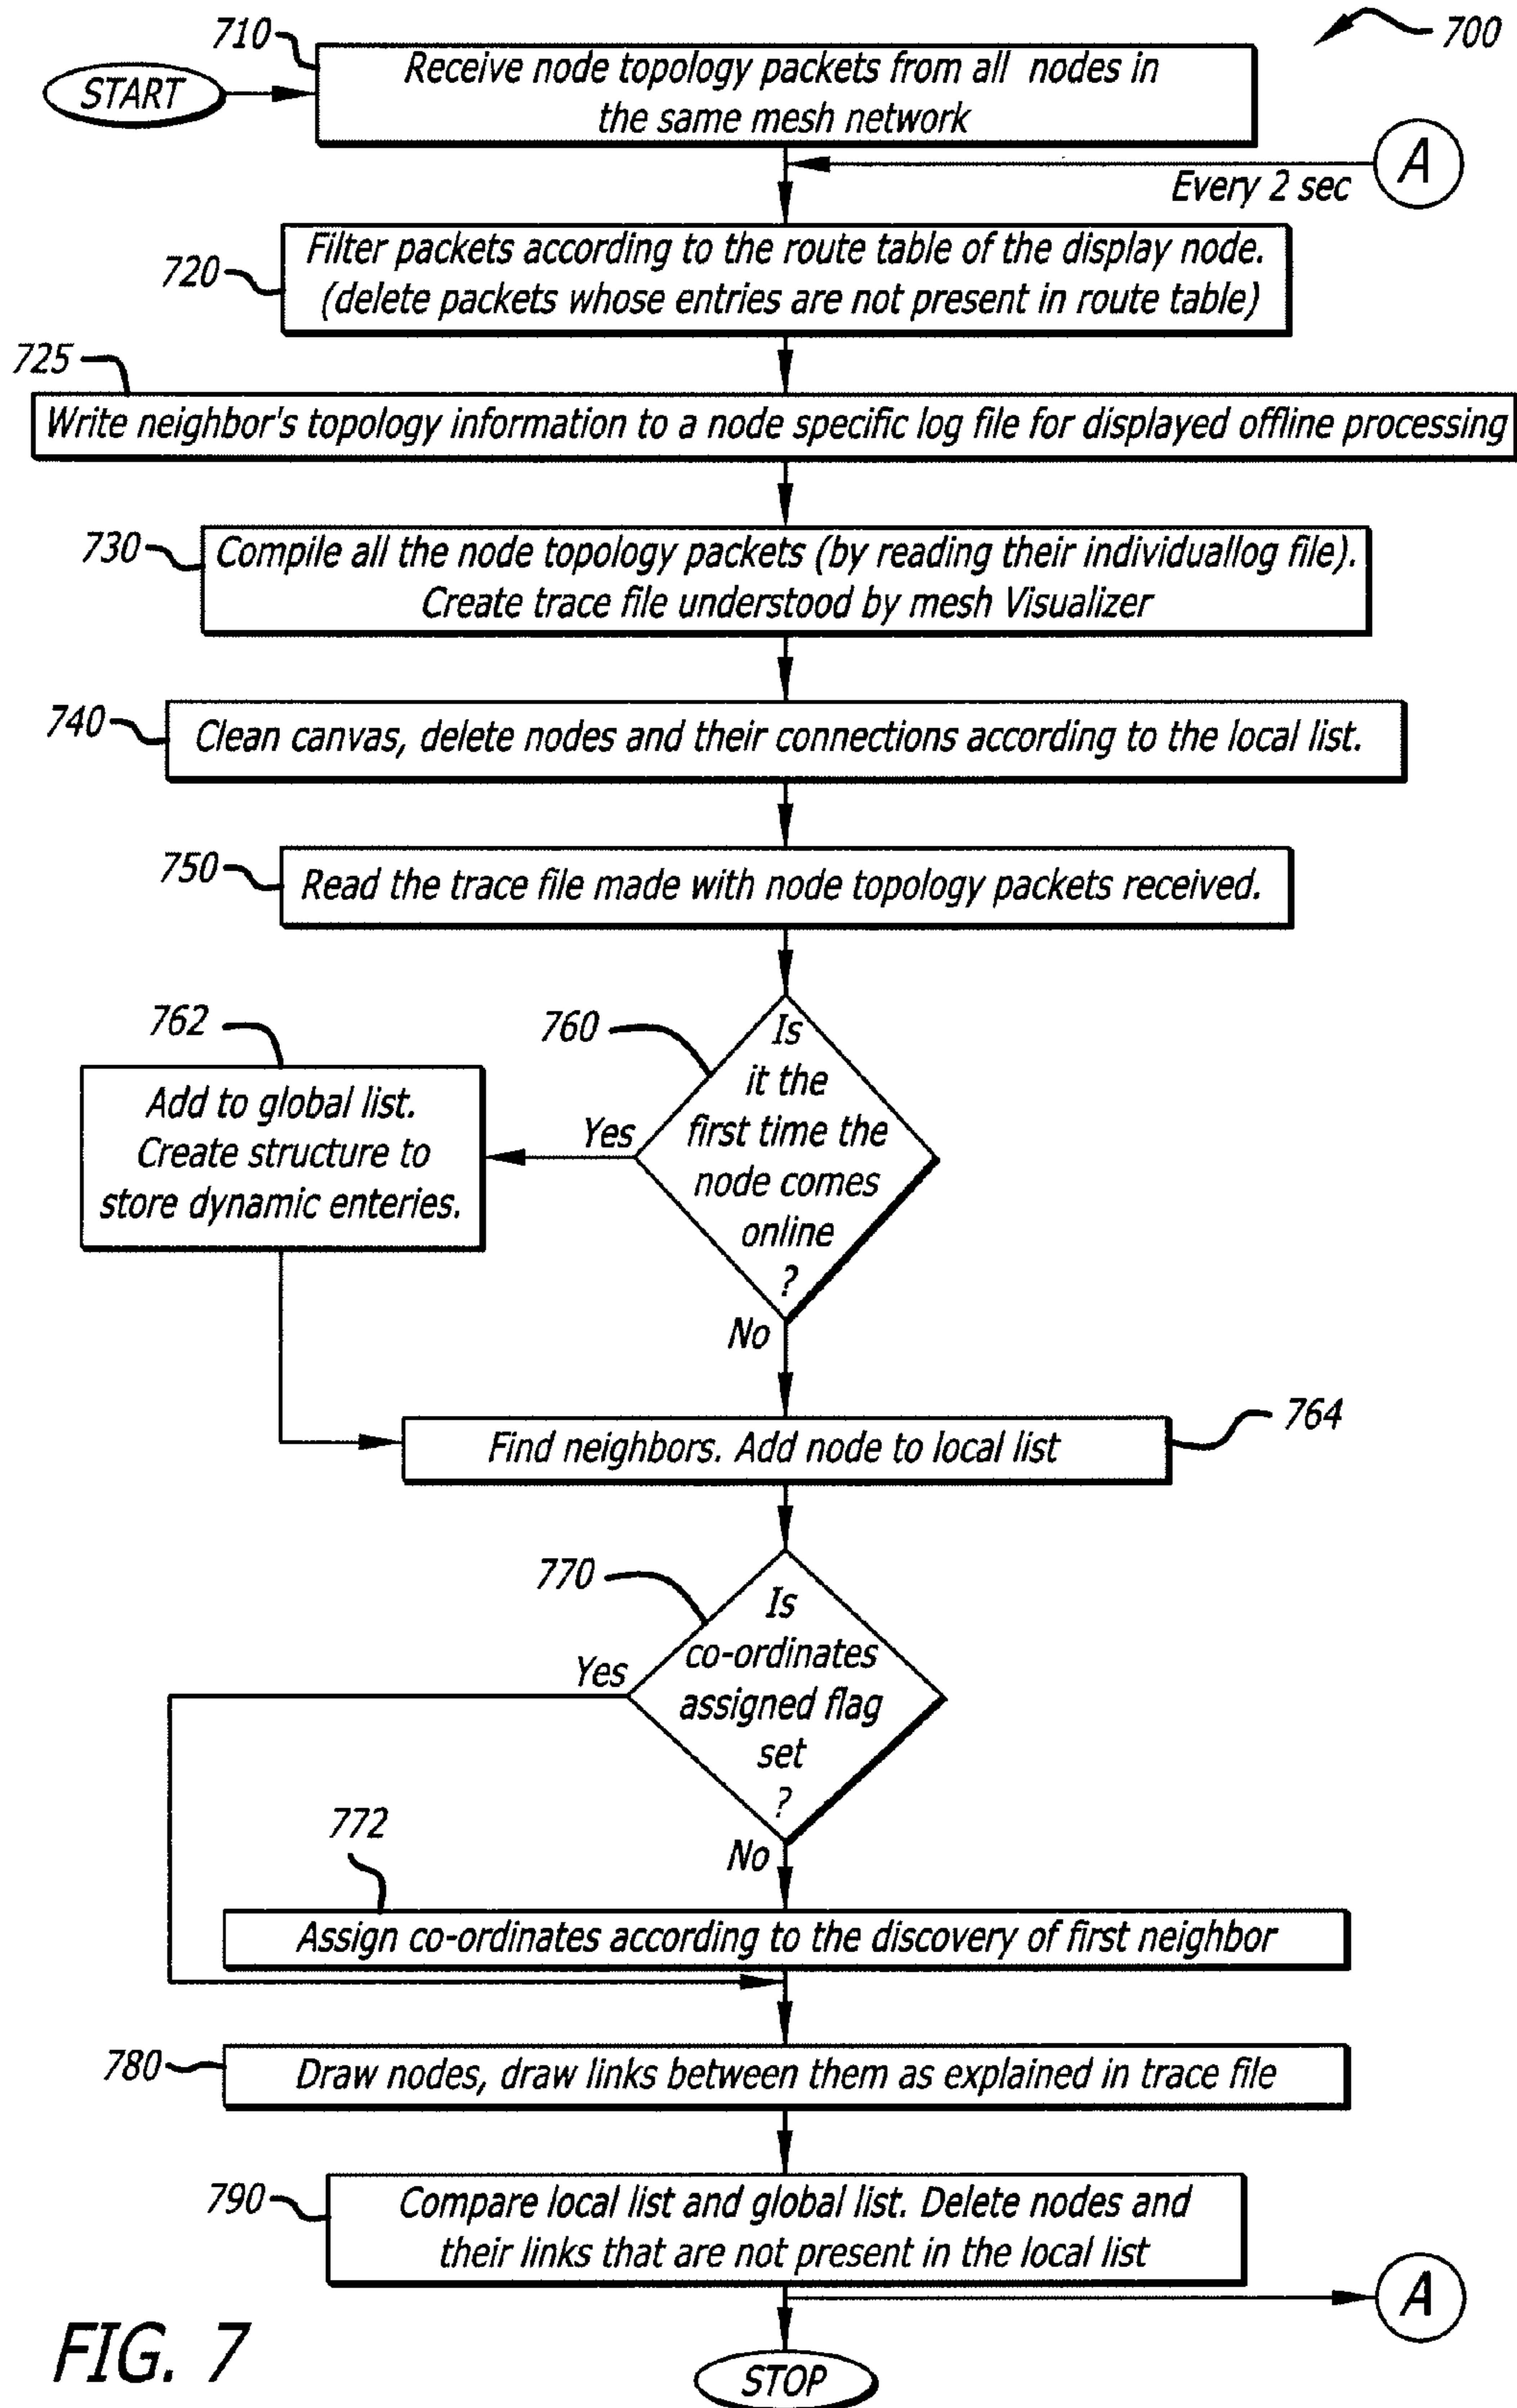 710
700
START
Receive node topology packets from all nodes in
the same mesh network
A
Every 2 sec
720
Filter packets according to the route table of the display node.
(delete packets whose entries are not present in route table)
725
Write neighbor's topology information to a node specific log file for displayed offline processing
730
Compile all the node topology packets (by reading their individuallog file).
Create trace file understood by mesh Visualizer
740
Clean canvas, delete nodes and their connections according to the local list.
750
Read the trace file made with node topology packets received.
762
Add to global list.
Create structure to
store dynamic enteries.
760
Is
it the
first time the
node comes
online
?
Yes
No
764
Find neighbors. Add node to local list
770
Is
co-ordinates
assigned flag
set
?
Yes
No
772
Assign co-ordinates according to the discovery of first neighbor
780
Draw nodes, draw links between them as explained in trace file
790
Compare local list and global list. Delete nodes and
their links that are not present in the local list
A
STOP
FIG. 7